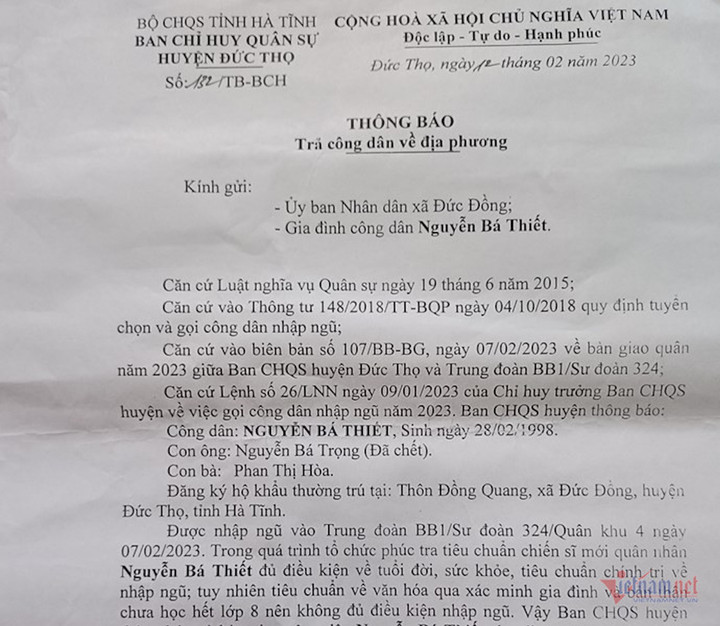 BỘ CHQS TỈNH HÀ TĨNH
BAN CHỈ HUY QUÂN SỰ
HUYỆN ĐỨC THỌ
Số:132/TB-BCH
CỘNG HOÀ XÃ HỘI CHỦ NGHĨA VIỆT NAM
Độc lập - Tự do - Hạnh phúc
Đức Thọ, ngày 12 tháng 02 năm 2023
THÔNG BÁO
Trả công dân về địa phương
Kính gửi:
- Ủy ban Nhân dân xã Đức Đồng;
- Gia đình công dân Nguyễn Bá Thiết.
Căn cứ Luật nghĩa vụ Quân sự ngày 19 tháng 6 năm 2015;
Căn cứ vào Thông tư 148/2018/TT-BQP ngày 04/10/2018 quy định tuyển
chọn và gọi công dân nhập ngũ;
Căn cứ vào biên bản số 107/BB-BG, ngày 07/02/2023 về bàn giao quân
năm 2023 giữa Ban CHQS huyện Đức Thọ và Trung đoàn BB1/Sư đoàn 324;
Căn cứ Lệnh số 26/LNN ngày 09/01/2023 của Chỉ huy trưởng Ban CHQS
huyện về việc gọi công dân nhập ngũ năm 2023. Ban CHQS huyện thông báo:
Công dân: NGUYỄN BÁ THIẾT, Sinh ngày 28/02/1998.
Con ông: Nguyễn Bá Trọng (Đã chết).
Con bà: Phan Thị Hòa.
Đăng ký hộ khẩu thường trú tại: Thôn Đồng Quang, xã Đức Đồng, huyện
Đức Thọ, tỉnh Hà Tĩnh.
Được nhập ngũ vào Trung đoàn BB1/Sư đoàn 324/Quân khu 4 ngày
07/02/2023. Trong quá trình tổ chức phúc tra tiêu chuẩn chiến sĩ mới quân nhân
Nguyễn Bá Thiết đủ điều kiện về tuổi đời, sức khỏe, tiêu chuẩn chính trị về
nhập ngũ; tuy nhiên tiêu chuẩn về văn hóa qua xác minh gia đình và bản thân
chưa học hết lớp 8 nên không đủ điều kiện nhập ngũ. Vậy Ban CHQS huyện
vietnamnet
VIETNAMNET.VN